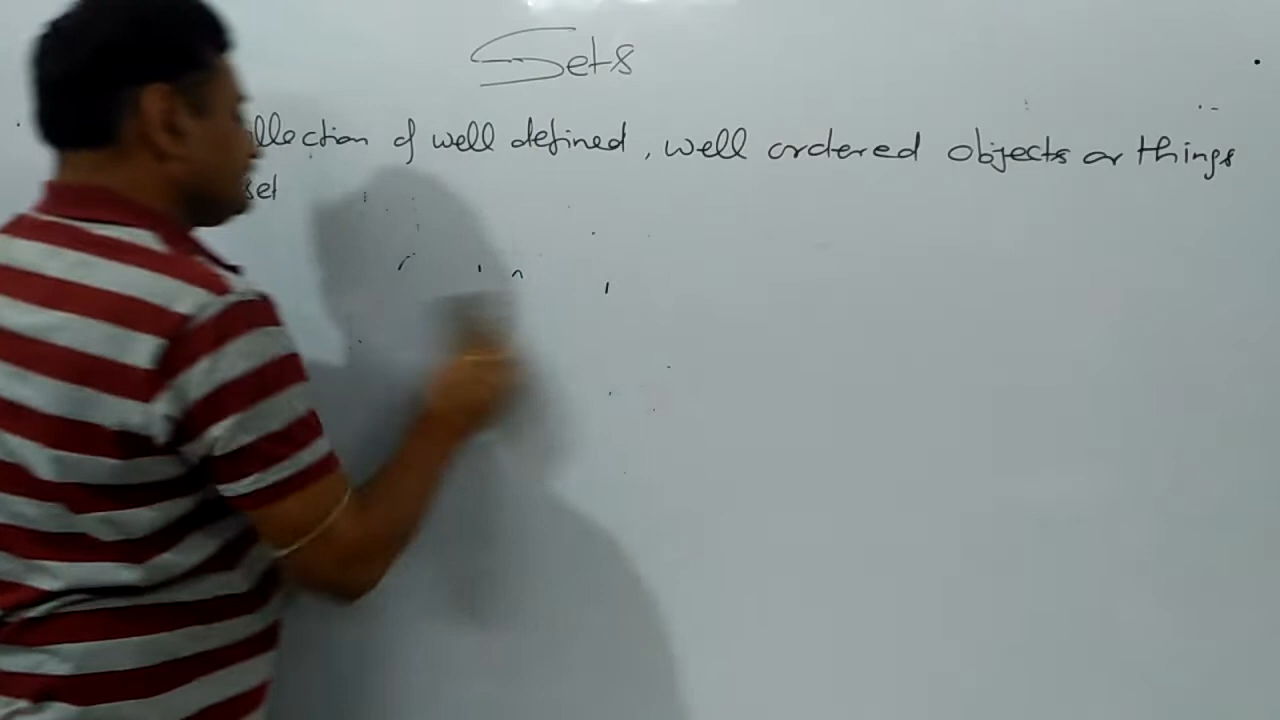 Sets
llection of well defined, well ordered objects or things
set